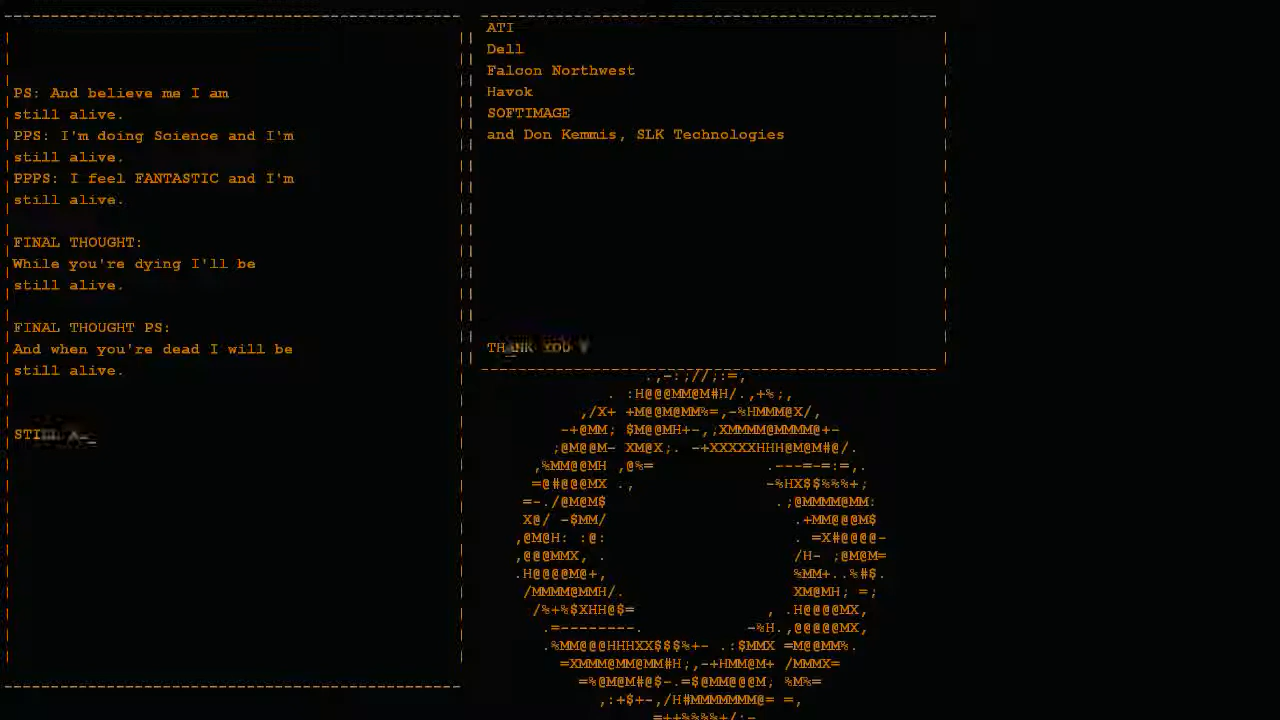 PS: And believe me I am
still alive.
PPS: I'm doing Science and I'm
still alive.
PPPS: I feel FANTASTIC and I'm
still alive.
FINAL THOUGHT:
While you're dying I'll be
still alive.
FINAL THOUGHT PS:
And when you're dead I will be
still alive.
ATI
Dell
Falcon Northwest
Havok
SOFTIMAGE
and Don Kemmis, SLK Technologies
THANK YOU